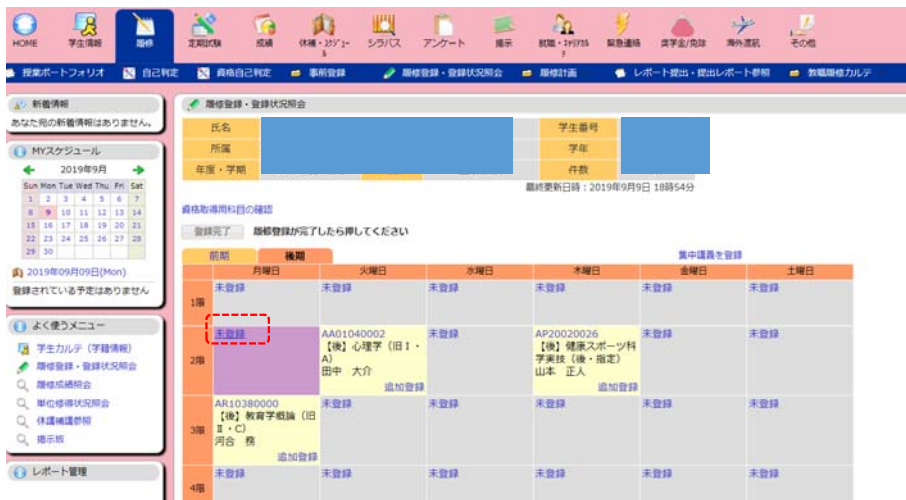 HOME 学生情報 履修 定期試験 成績 休補・スケジュール シラバス アンケート 掲示 就職・キャリアカルテ 緊急連絡 奨学金/免除 海外渡航 その他
授業ポートフォリオ 自己判定 資格自己判定 事前登録 履修登録・登録状況照会 履修計画 レポート提出・提出レポート参照 教職履修カルテ
新着情報
あなた宛の新着情報はありません。
MYスケジュール
2019年9月
Sun Mon Tue Wed Thu Fri Sat
1 2 3 4 5 6 7
8 9 10 11 12 13 14
15 16 17 18 19 20 21
22 23 24 25 26 27 28
29 30
2019年09月09日(Mon)
登録されている予定はありません
よく使うメニュー
学生カルテ（学籍情報）
履修登録・登録状況照会
履修成績照会
単位修得状況照会
休講補講参照
掲示板
レポート管理
履修登録・登録状況照会
氏名 学生番号
所属 学年
年度・学期 件数
最終更新日時：2019年9月9日 18時54分
資格取得用科目の確認
登録完了 履修登録が完了したら押してください
前期 後期 集中講義を登録
月曜日 火曜日 水曜日 木曜日 金曜日 土曜日
1限 未登録 未登録 未登録 未登録 未登録 未登録
2限 未登録 AA01040002 未登録 AP20020026 未登録 未登録
【後】心理学（旧Ⅰ・ 【後】健康スポーツ科
A） 学実技（後・指定）
田中 大介 山本 正人
追加登録 追加登録
3限 AR10380000 未登録 未登録 未登録 未登録 未登録
【後】教育学概論（旧
Ⅱ・C）
河合 務
追加登録
4限 未登録 未登録 未登録 未登録 未登録 未登録